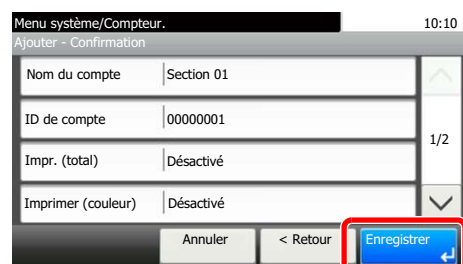 Menu système/Compteur. 10:10
Ajouter - Confirmation
Nom du compte Section 01
ID de compte 00000001
1/2
Impr. (total) Désactivé
Imprimer (couleur) Désactivé
Annuler < Retour Enregistrer